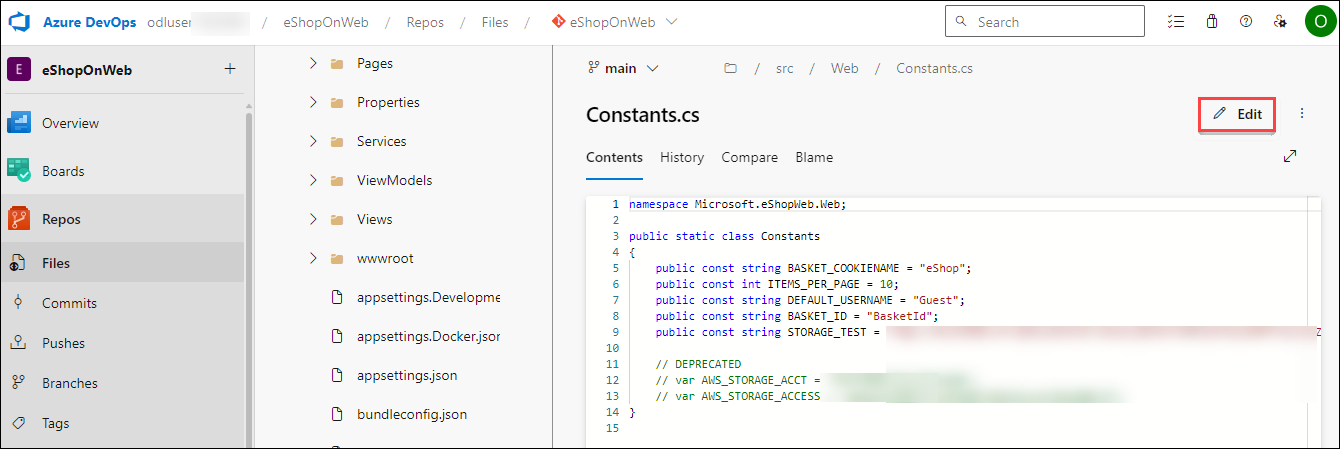 Azure DevOps odluser / eShopOnWeb / Repos / Files / eShopOnWeb Search O
E eShopOnWeb +
Overview
Boards
Repos
Files
Commits
Pushes
Branches
Tags
Pages
Properties
Services
ViewModels
Views
wwwroot
appsettings.Developme
appsettings.Docker.json
appsettings.json
bundleconfig.json
main / src / Web / Constants.cs
Constants.cs Edit
Contents History Compare Blame
1 namespace Microsoft.eShopWeb.Web;
2
3 public static class Constants
4 {
5 public const string BASKET_COOKIENAME = "eShop";
6 public const int ITEMS_PER_PAGE = 10;
7 public const string DEFAULT_USERNAME = "Guest";
8 public const string BASKET_ID = "BasketId";
9 public const string STORAGE_TEST =
10
11 // DEPRECATED
12 // var AWS_STORAGE_ACCT =
13 // var AWS_STORAGE_ACCESS
14 }
15